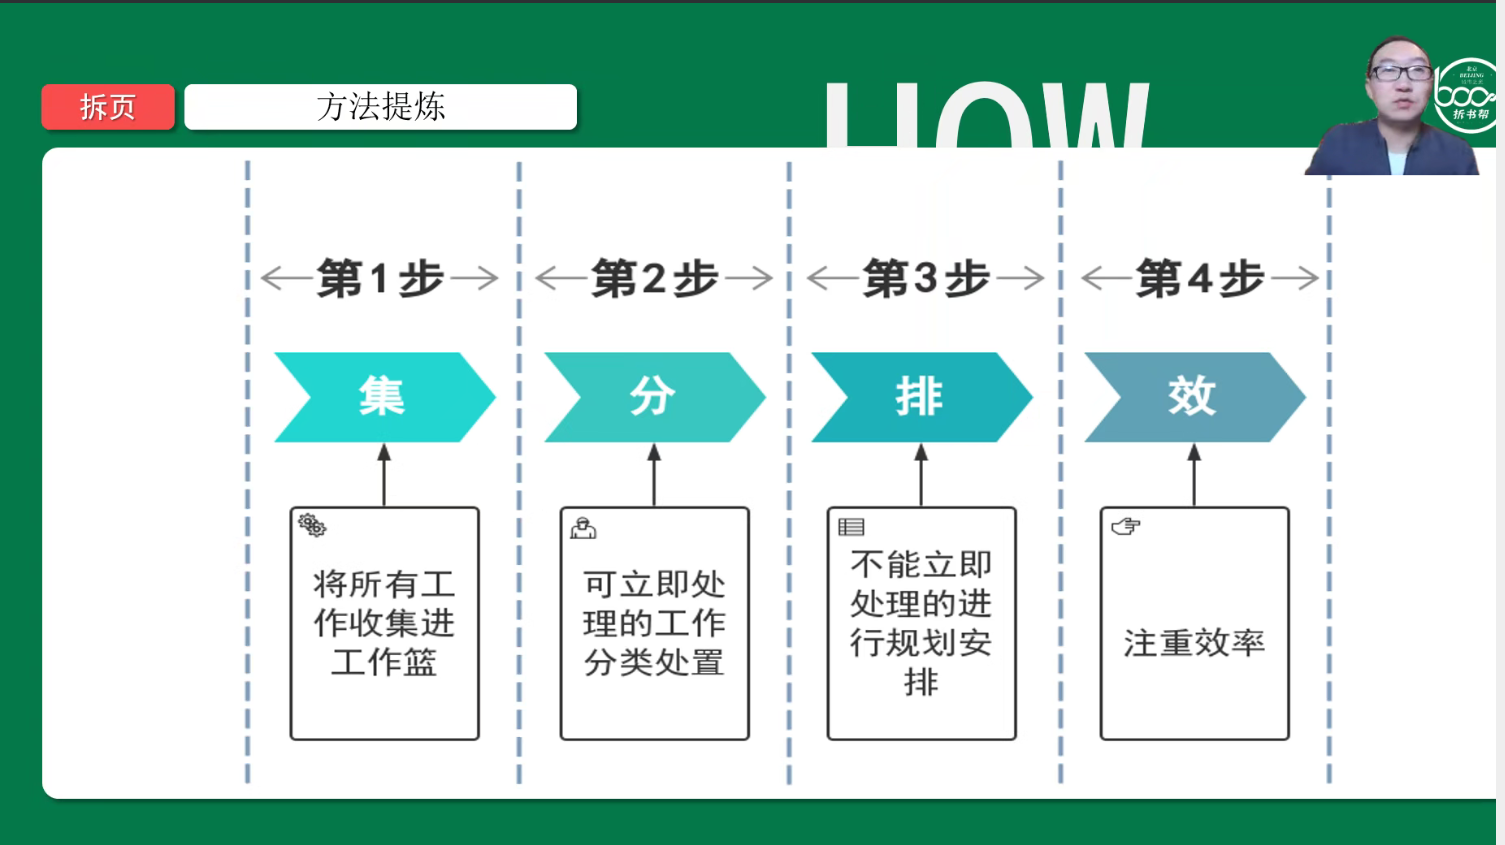 拆页
方法提炼
HOW
北京
BEIJING
拆书帮
第1步
第2步
第3步
第4步
集
分
排
效
将所有工
作收集进
工作篮
可立即处
理的工作
分类处置
不能立即
处理的进
行规划安
排
注重效率